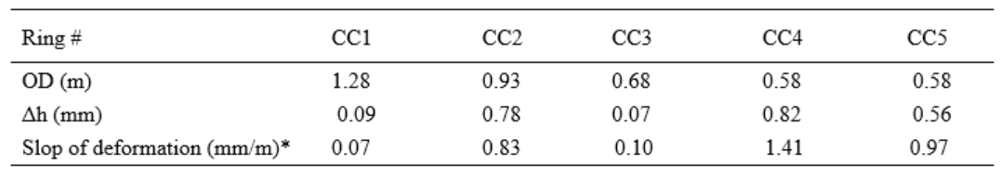 Ring # CC1 CC2 CC3 CC4 CC5
OD (m) 1.28 0.93 0.68 0.58 0.58
Δh (mm) 0.09 0.78 0.07 0.82 0.56
Slop of deformation (mm/m)* 0.07 0.83 0.10 1.41 0.97